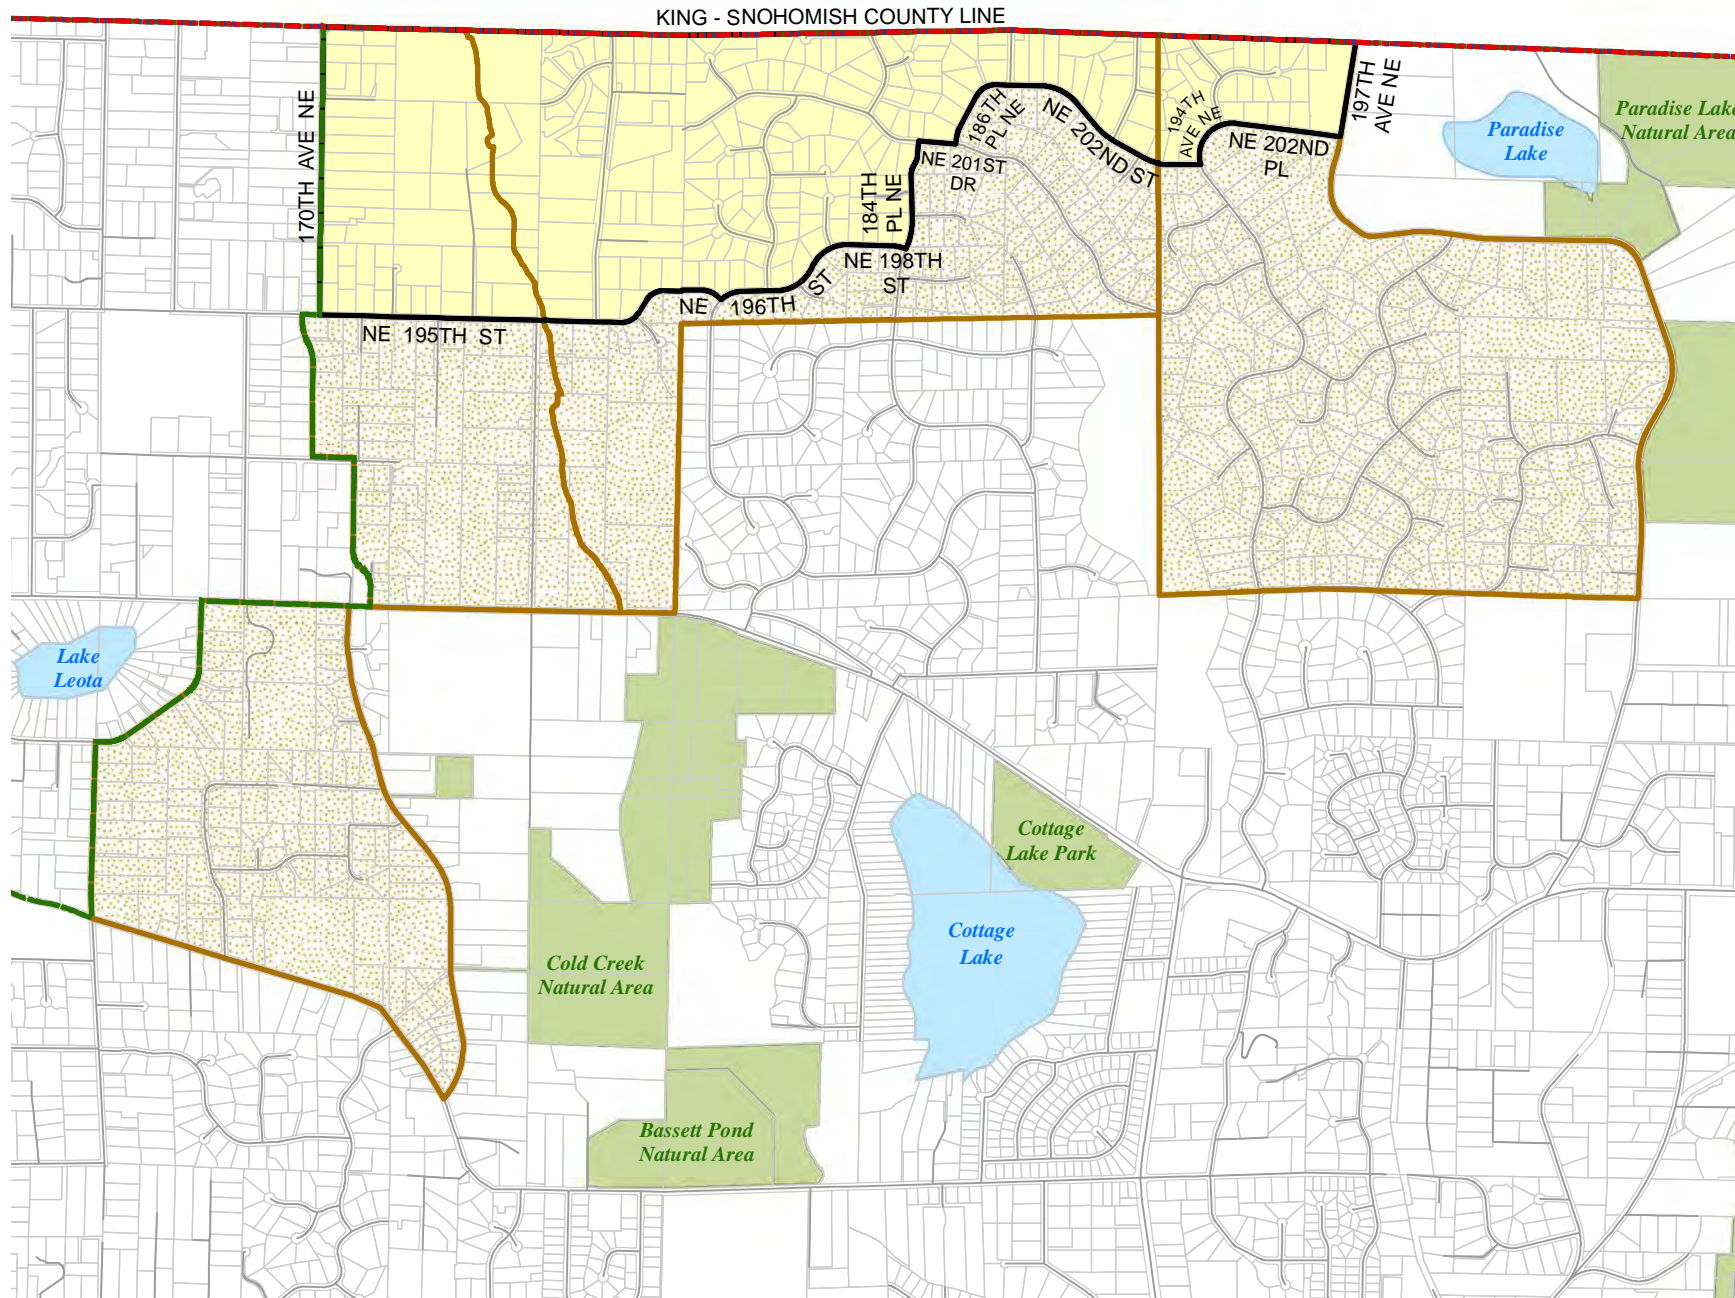 KING - SNOHOMISH COUNTY LINE
170TH AVE NE
197TH
AVE NE
Paradise Lake
Natural Area
Paradise
Lake
194TH
AVE NE
186TH
PL NE
NE 202ND ST
NE 202ND
PL
NE 201ST
DR
184TH
PL NE
NE 198TH
ST
NE 196TH ST
NE 195TH ST
Lake
Leota
Cottage
Lake Park
Cottage
Lake
Cold Creek
Natural Area
Bassett Pond
Natural Area